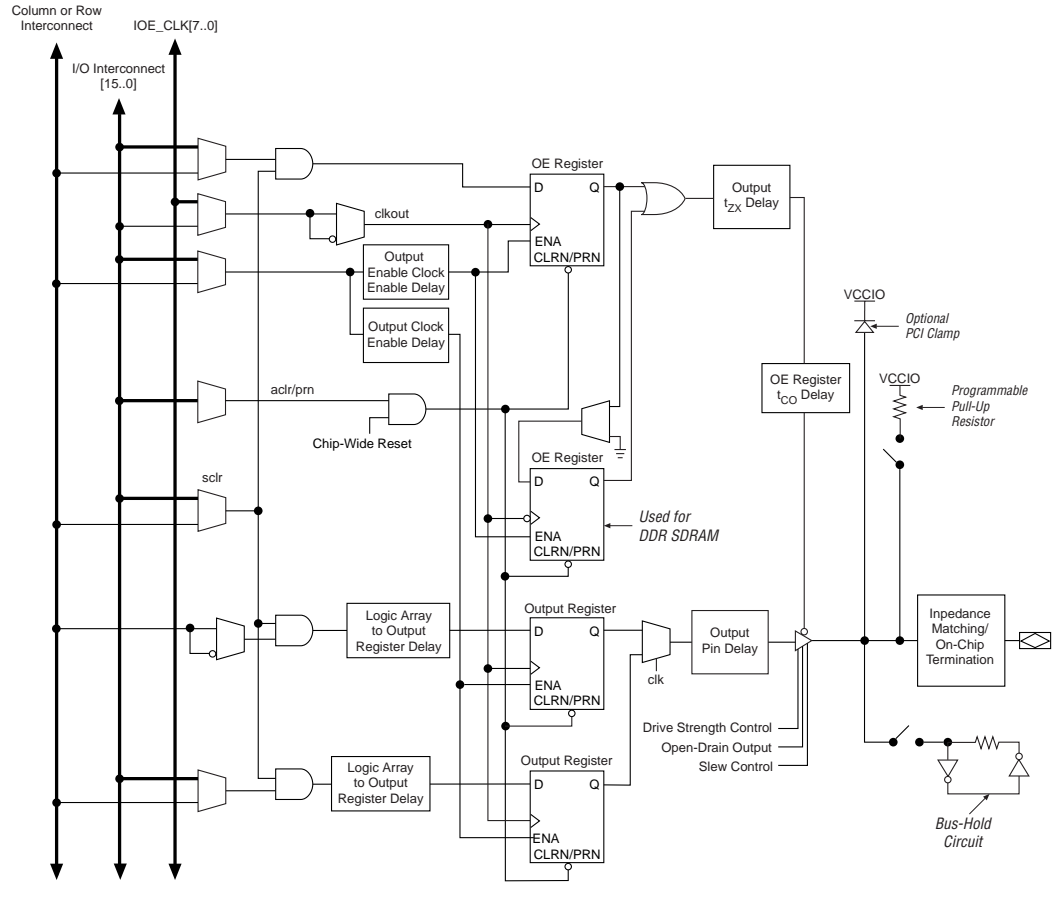 Column or Row
Interconnect
IOE_CLK[7..0]
I/O Interconnect
[15..0]
OE Register
D
Q
Output
tZX Delay
clkout
ENA
CLRN/PRN
Output
Enable Clock
Enable Delay
Output Clock
Enable Delay
VCCIO
Optional
PCI Clamp
OE Register
tCO Delay
VCCIO
Programmable
Pull-Up
Resistor
aclr/prn
Chip-Wide Reset
OE Register
D
Q
sclr
Used for
DDR SDRAM
ENA
CLRN/PRN
Logic Array
to Output
Register Delay
Output Register
D
Q
ENA
CLRN/PRN
clk
Output
Pin Delay
Impedance
Matching/
On-Chip
Termination
Drive Strength Control
Open-Drain Output
Slew Control
Logic Array
to Output
Register Delay
Output Register
D
Q
ENA
CLRN/PRN
Bus-Hold
Circuit